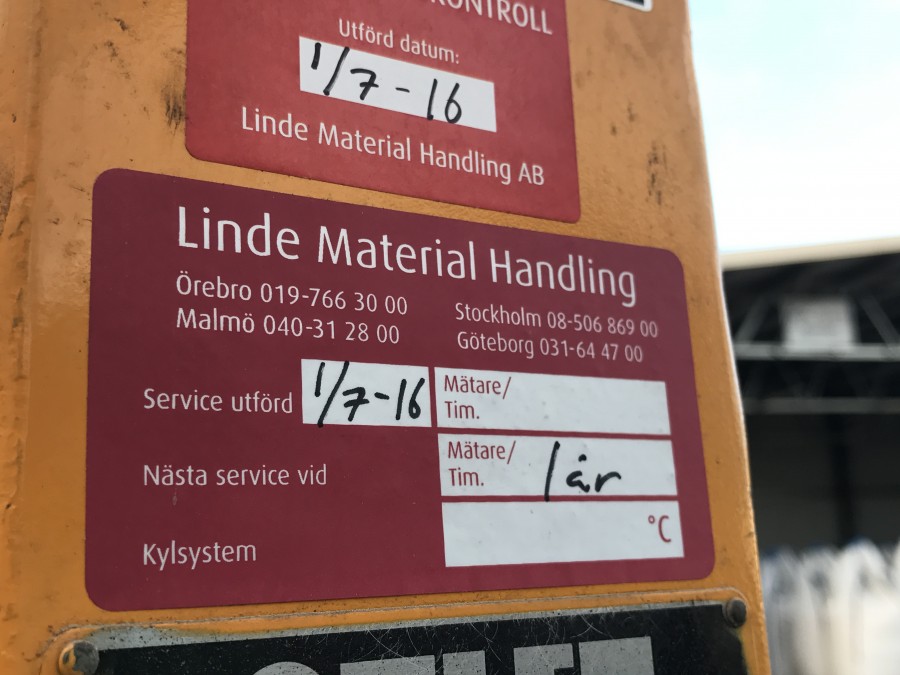 KONTROLL
Utförd datum:
1/7-16
Linde Material Handling AB
Linde Material Handling
Örebro 019-766 30 00
Malmö 040-31 28 00
Stockholm 08-506 869 00
Göteborg 031-64 47 00
Service utförd 1/7-16 Mätare/
Tim.
Nästa service vid Mätare/
Tim. 1 år
Kylsystem °C